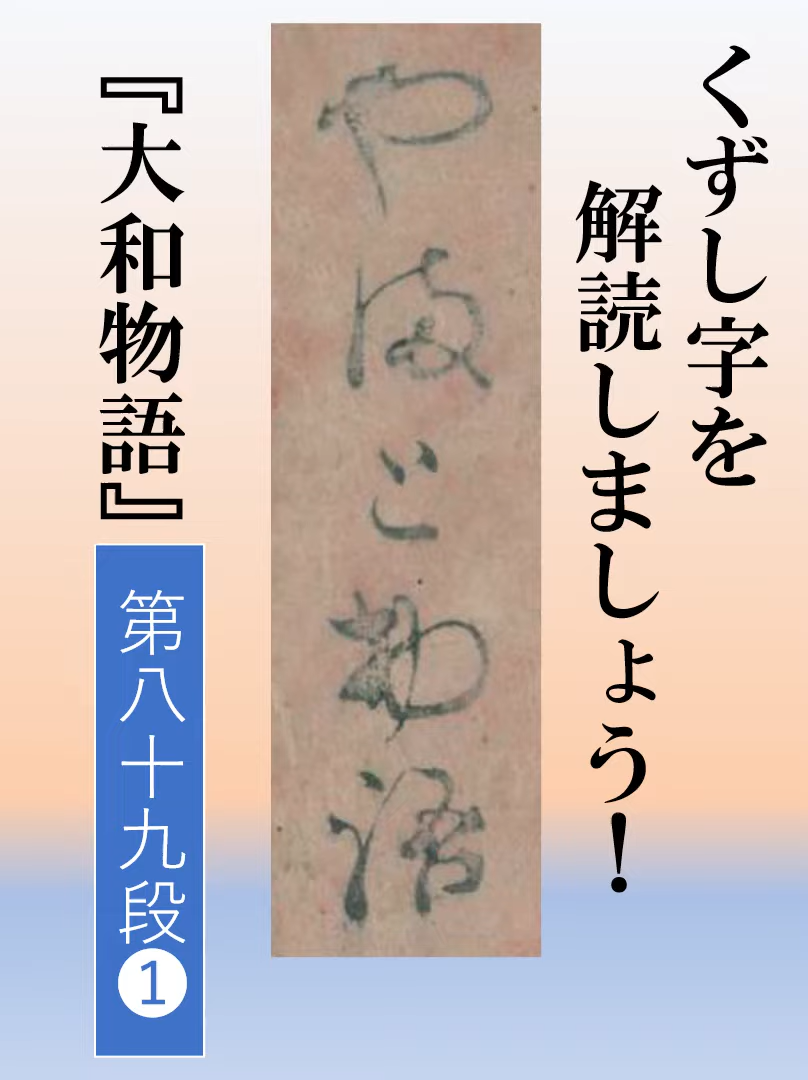 くずし字を
解読しましょう！
やまと物語
『大和物語』
第八十九段❶